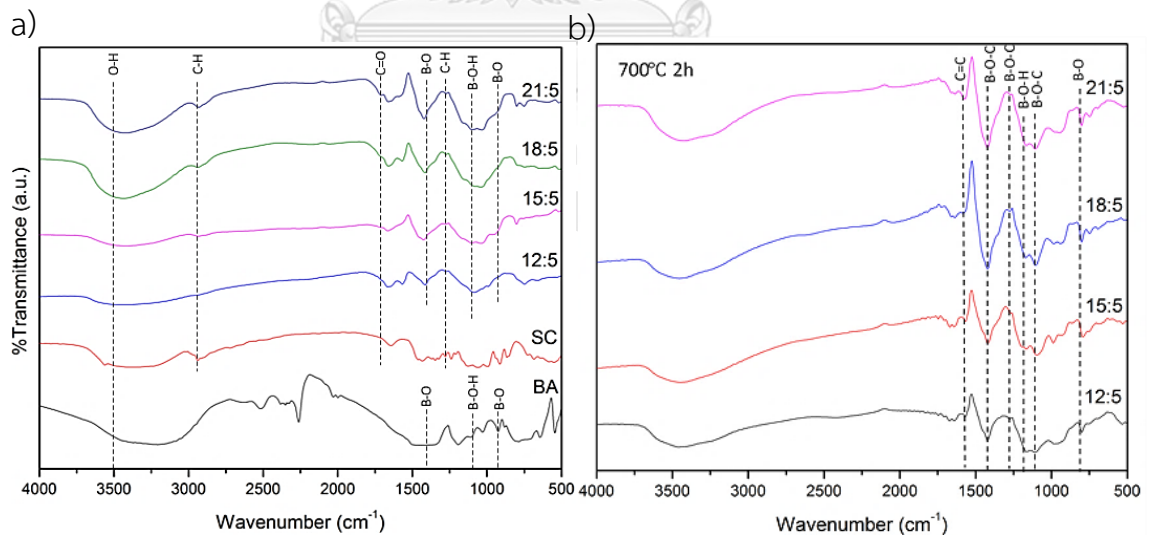 a)
O-H
C-H
C=O
B-O
C-H
B-O-H
B-O
21:5
18:5
15:5
12:5
SC
BA
B-O
B-O-H
B-O
%Transmittance (a.u.)
4000 3500 3000 2500 2000 1500 1000 500
Wavenumber (cm⁻¹)
b)
700°C 2h
C=C
B-O-C
B-O-C
B-O-H
B-O-C
B-O
21:5
18:5
15:5
12:5
4000 3500 3000 2500 2000 1500 1000 500
Wavenumber (cm⁻¹)